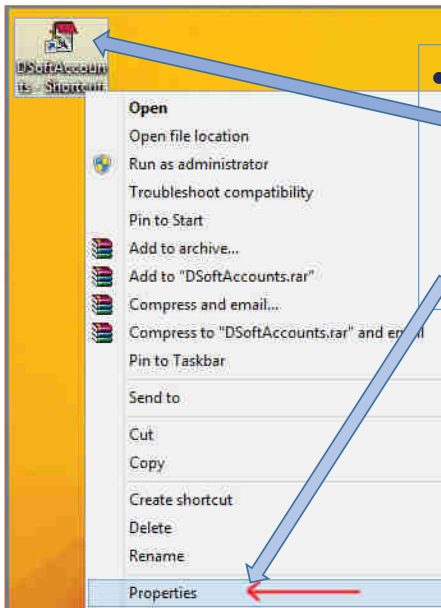 DSoftAccoun
ts - Shortcut
Open
Open file location
Run as administrator
Troubleshoot compatibility
Pin to Start
Add to archive...
Add to "DSoftAccounts.rar"
Compress and email...
Compress to "DSoftAccounts.rar" and email
Pin to Taskbar
Send to
Cut
Copy
Create shortcut
Delete
Rename
Properties